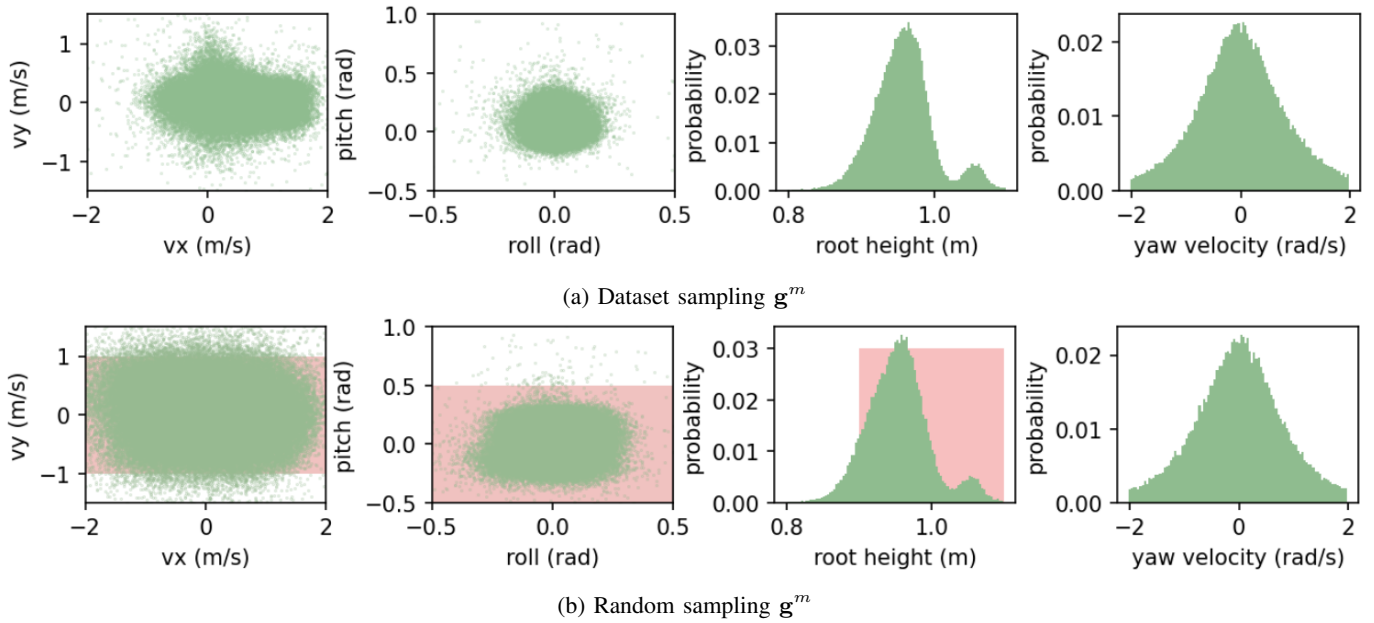 vy (m/s)
1
0
−1
−2
0
2
vx (m/s)
pitch (rad)
1.0
0.5
0.0
−0.5
−0.5
0.0
0.5
roll (rad)
probability
0.03
0.02
0.01
0.00
0.8
1.0
root height (m)
probability
0.02
0.01
0.00
−2
0
2
yaw velocity (rad/s)
(a) Dataset sampling g^m
vy (m/s)
1
0
−1
−2
0
2
vx (m/s)
pitch (rad)
1.0
0.5
0.0
−0.5
−0.5
0.0
0.5
roll (rad)
probability
0.03
0.02
0.01
0.00
0.8
1.0
root height (m)
probability
0.02
0.01
0.00
−2
0
2
yaw velocity (rad/s)
(b) Random sampling g^m